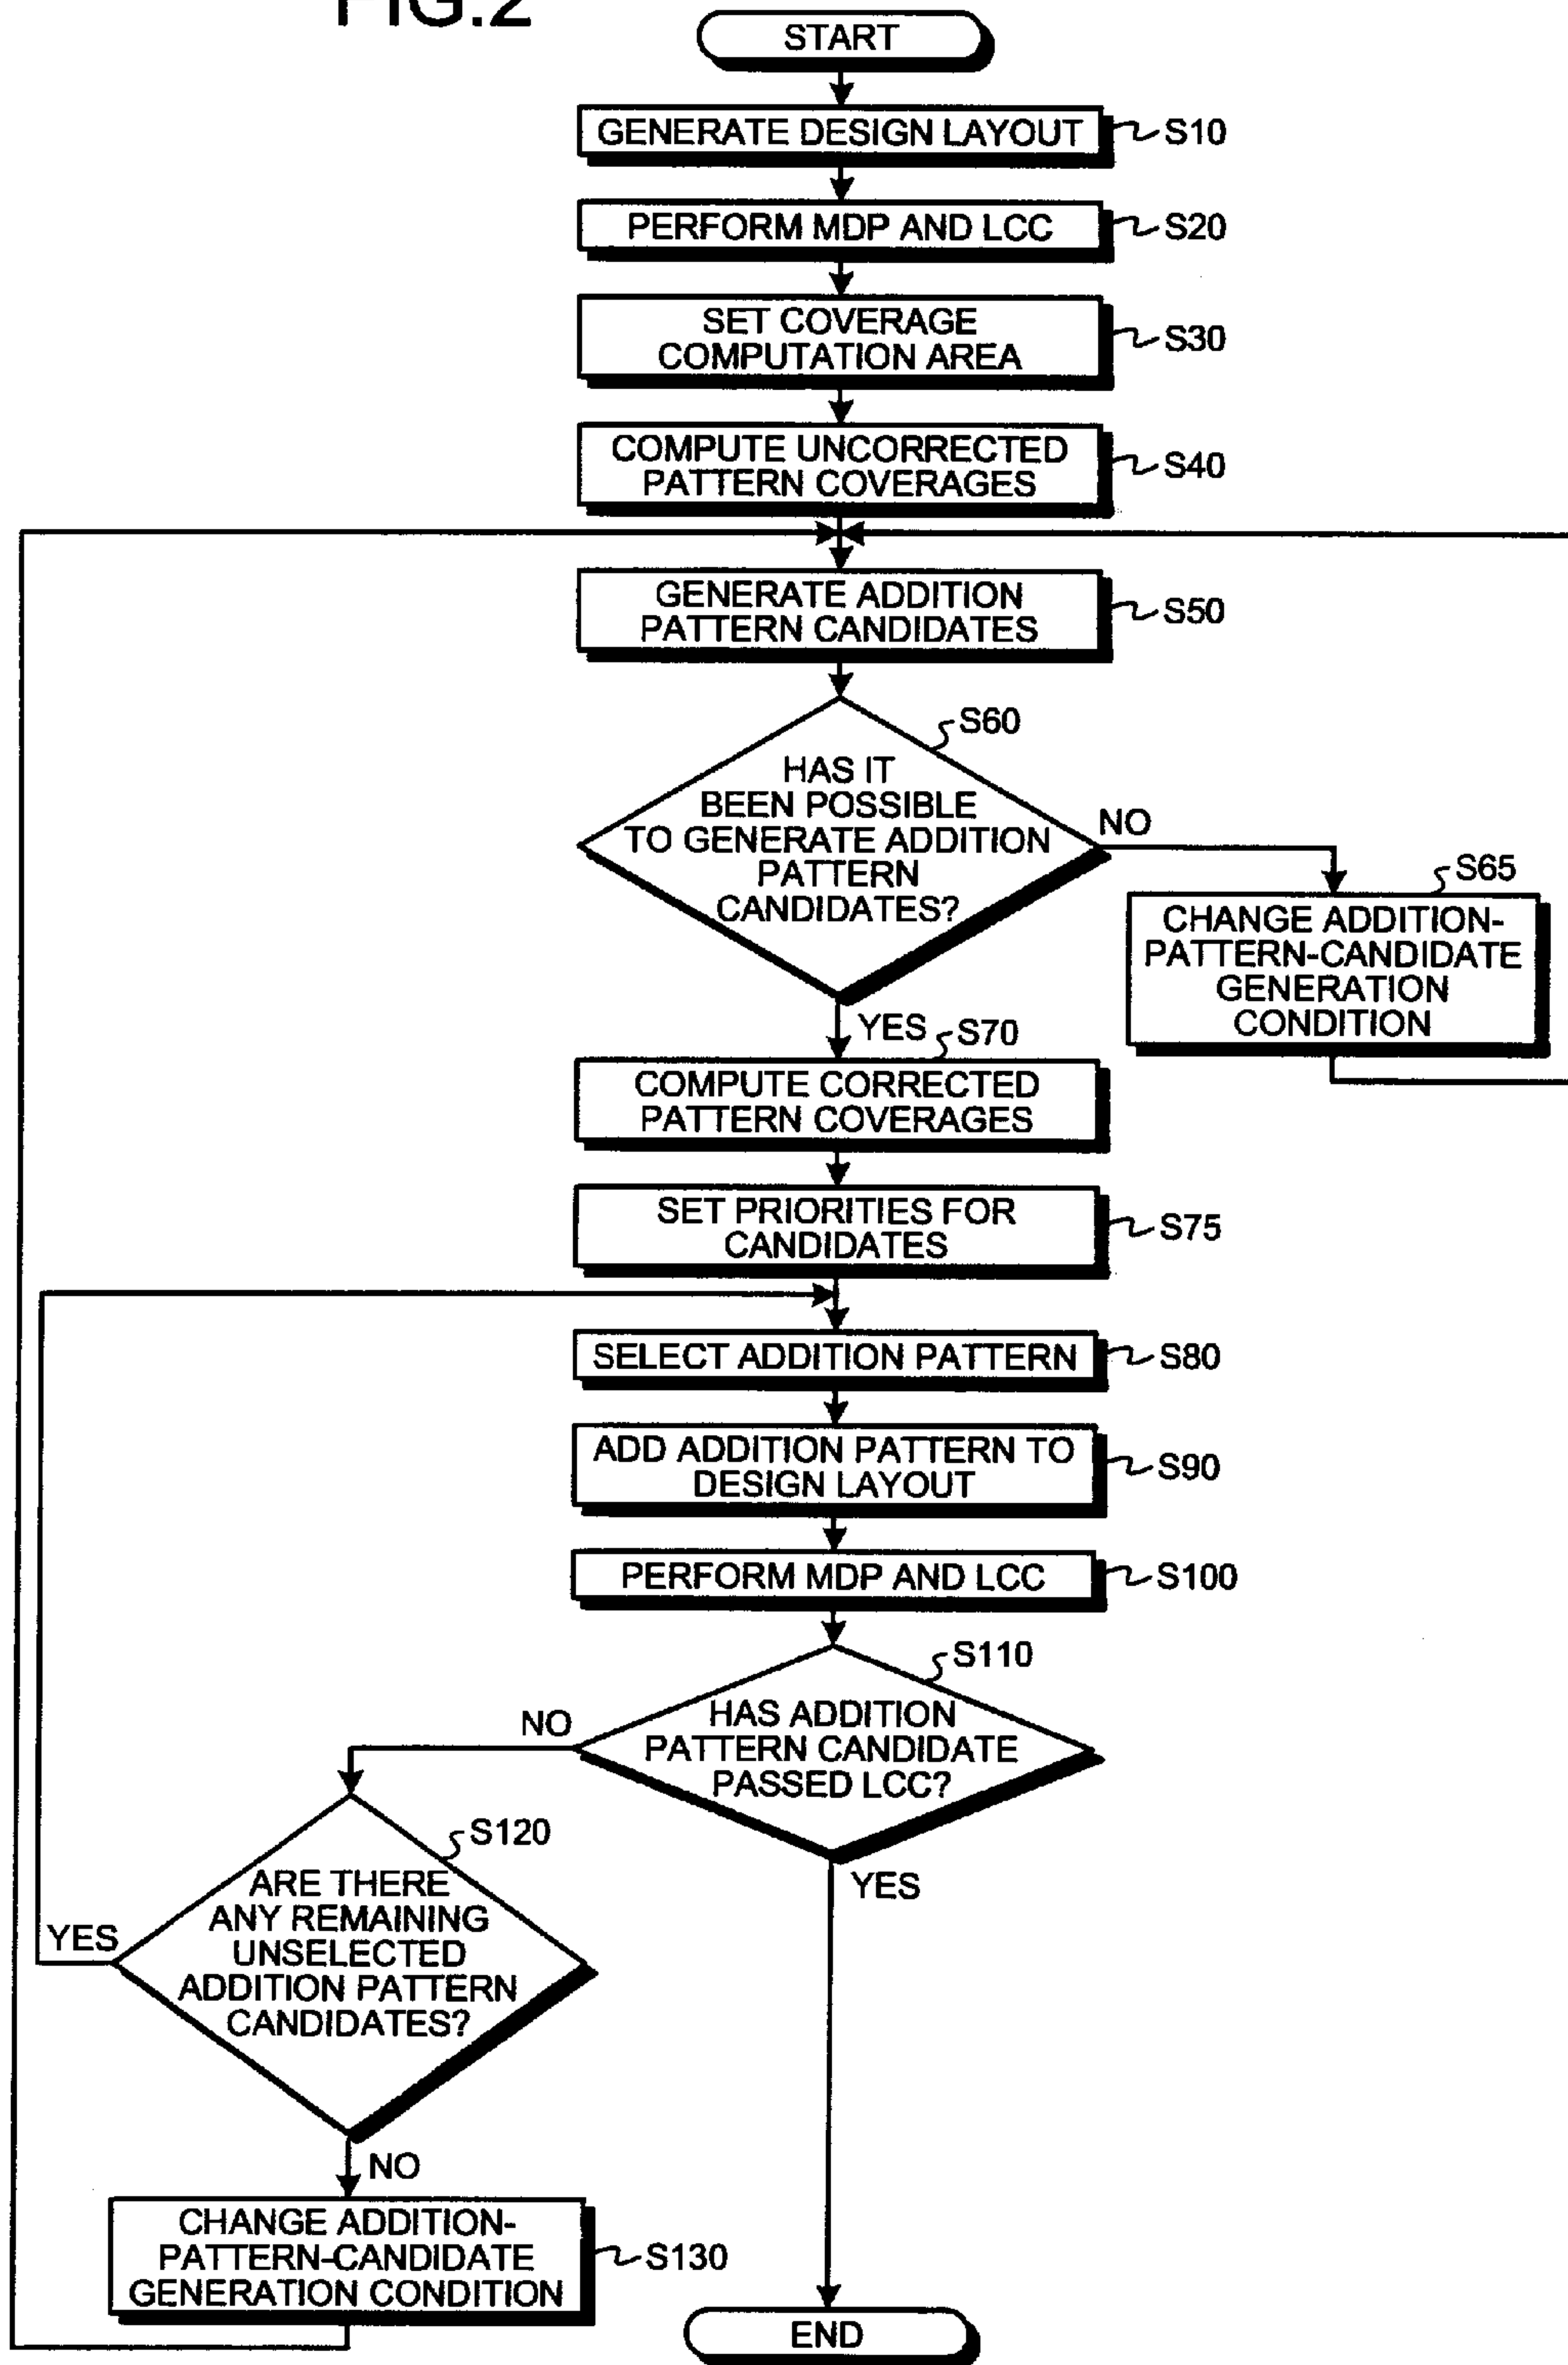 FIG.2
START
GENERATE DESIGN LAYOUT
S10
PERFORM MDP AND LCC
S20
SET COVERAGE
COMPUTATION AREA
S30
COMPUTE UNCORRECTED
PATTERN COVERAGES
S40
GENERATE ADDITION
PATTERN CANDIDATES
S50
S60
HAS IT
BEEN POSSIBLE
TO GENERATE ADDITION
PATTERN
CANDIDATES?
NO
S65
CHANGE ADDITION-
PATTERN-CANDIDATE
GENERATION
CONDITION
YES
S70
COMPUTE CORRECTED
PATTERN COVERAGES
SET PRIORITIES FOR
CANDIDATES
S75
SELECT ADDITION PATTERN
S80
ADD ADDITION PATTERN TO
DESIGN LAYOUT
S90
PERFORM MDP AND LCC
S100
S110
HAS ADDITION
PATTERN CANDIDATE
PASSED LCC?
NO
YES
S120
ARE THERE
ANY REMAINING
UNSELECTED
ADDITION PATTERN
CANDIDATES?
YES
NO
CHANGE ADDITION-
PATTERN-CANDIDATE
GENERATION CONDITION
S130
END